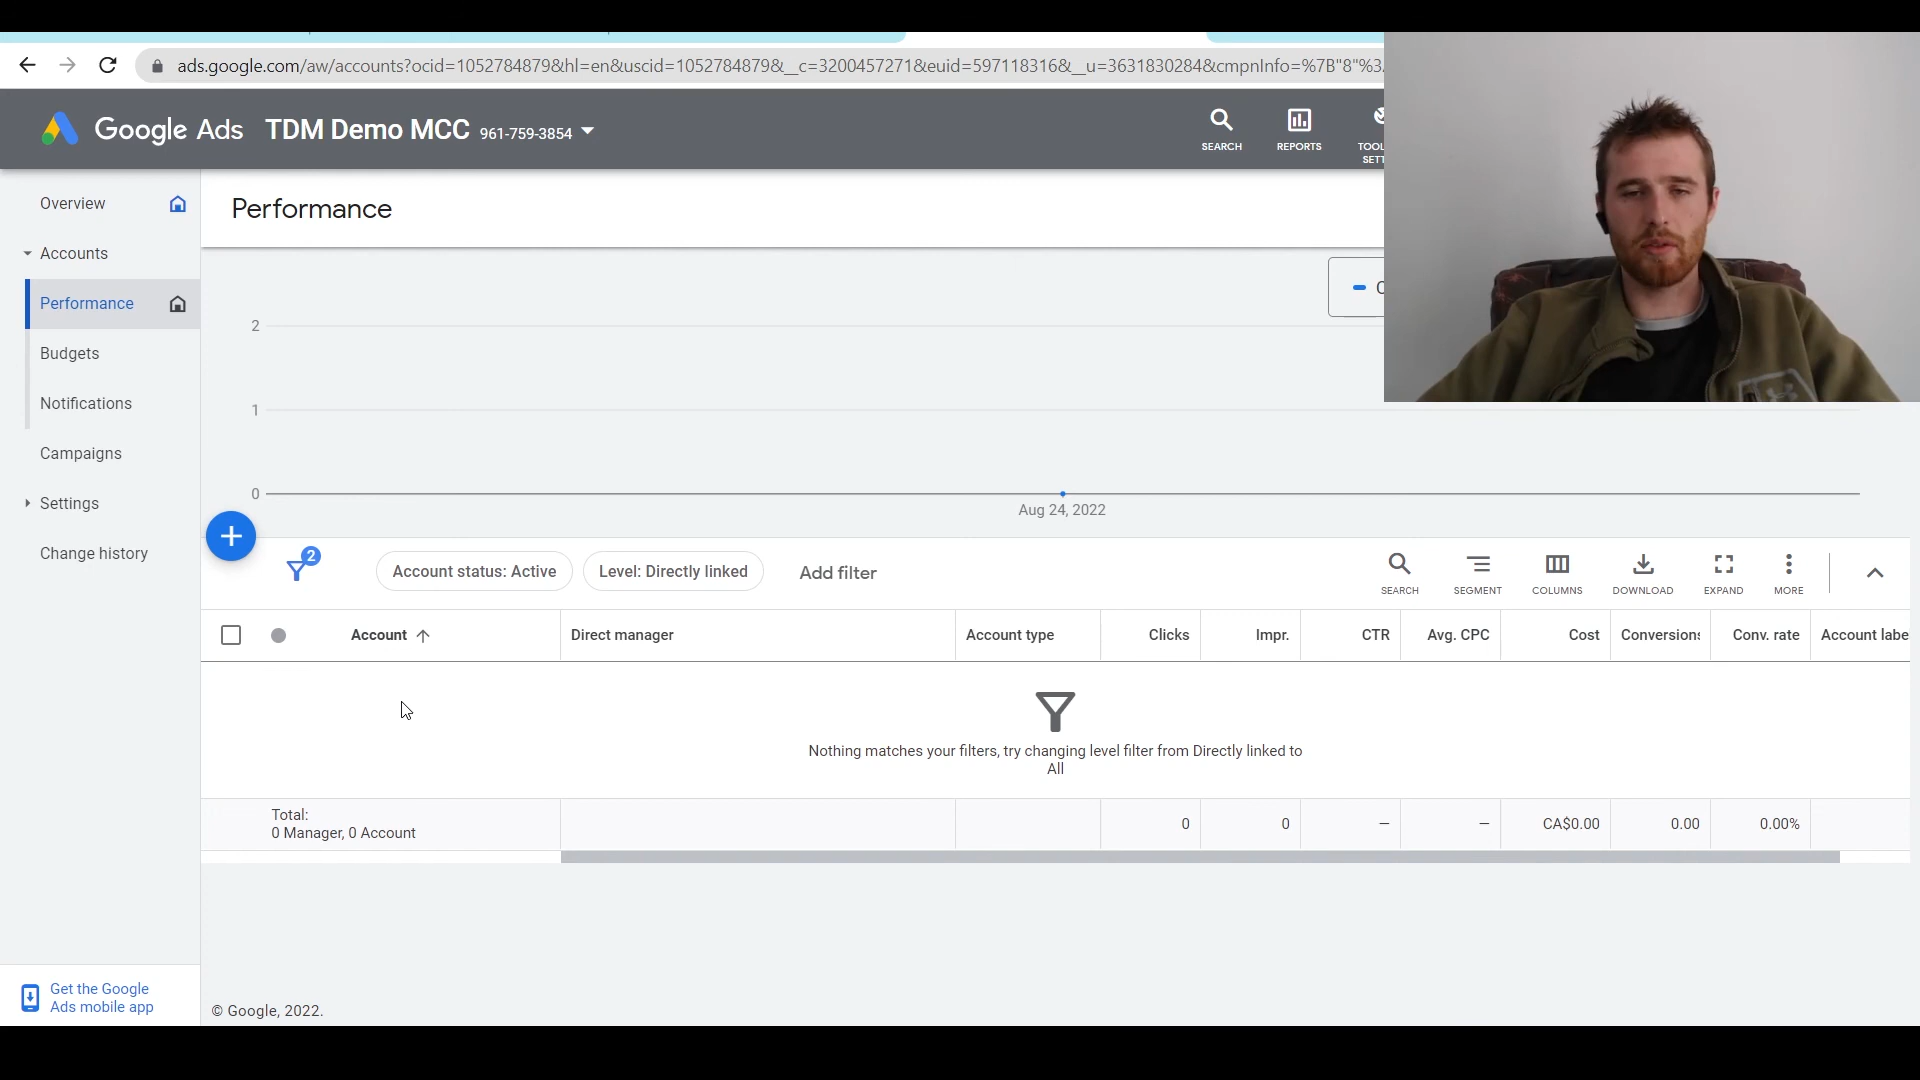 ads.google.com/aw/accounts?ocid=1052784879&hl=en&uscid=1052784879&__c=3200457271&euid=597118316&__u=3631830284&cmpnInfo=%7B"8"%3
Google Ads TDM Demo MCC 961-759-3854
SEARCH
REPORTS
TOOL
SETT
Overview
Accounts
Performance
Budgets
Notifications
Campaigns
Settings
Change history
Get the Google
Ads mobile app
Performance
2
1
0
Aug 24, 2022
2
Account status: Active
Level: Directly linked
Add filter
SEARCH
SEGMENT
COLUMNS
DOWNLOAD
EXPAND
MORE
Account Direct manager Account type Clicks Impr. CTR Avg. CPC Cost Conversions Conv. rate Account labe
Nothing matches your filters, try changing level filter from Directly linked to
All
Total:
0 Manager, 0 Account
0 0 — — CA$0.00 0.00 0.00%
© Google, 2022.